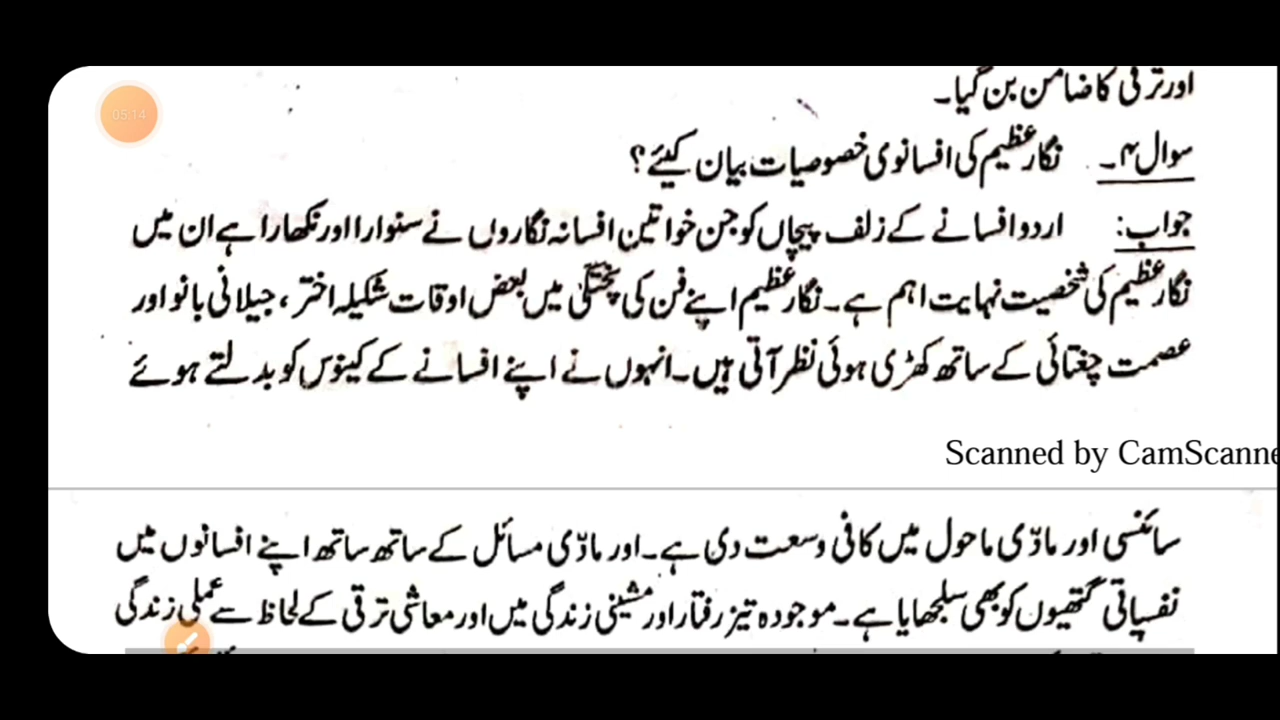 اور ترقی کا ضامن بن گیا۔
05:14
سوال ۴۔ نگار عظیم کی افسانوی خصوصیات بیان کیئے؟
جواب: اردو افسانے کے زلف پیچاں کو جن خواتین افسانہ نگاروں نے سنوارا اور نکھارا ہے ان میں
نگار عظیم کی شخصیت نہایت اہم ہے۔ نگار عظیم اپنے فن کی پختگی میں بعض اوقات شکیلہ اختر، جیلانی بانو اور
عصمت چغتائی کے ساتھ کھڑی ہوئی نظر آتی ہیں۔ انہوں نے اپنے افسانے کے کینوس کو بدلتے ہوئے
Scanned by CamScanne
سائنسی اور مادّی ماحول میں کافی وسعت دی ہے۔ اور مادّی مسائل کے ساتھ ساتھ اپنے افسانوں میں
نفسیاتی گتھیوں کو بھی سلجھایا ہے۔ موجودہ تیز رفتار اور مشینی زندگی میں اور معاشی ترقی کے لحاظ سے عملی زندگی